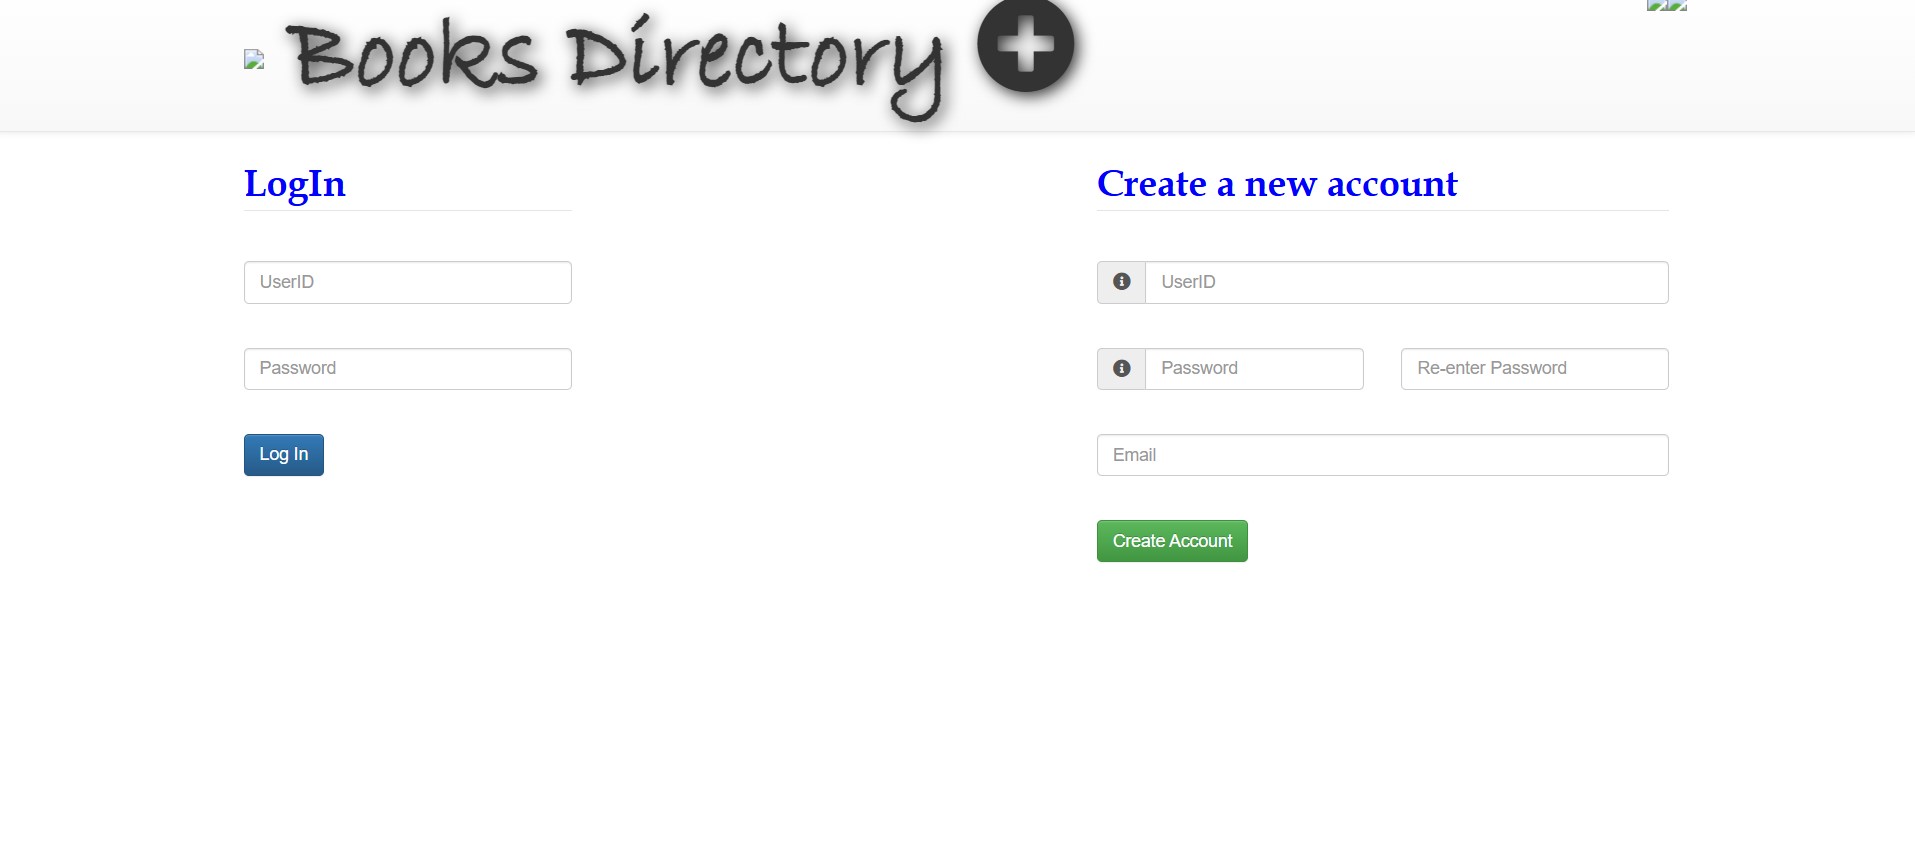 Books Directory
LogIn
UserID
Password
Log In
Create a new account
UserID
Password
Re-enter Password
Email
Create Account